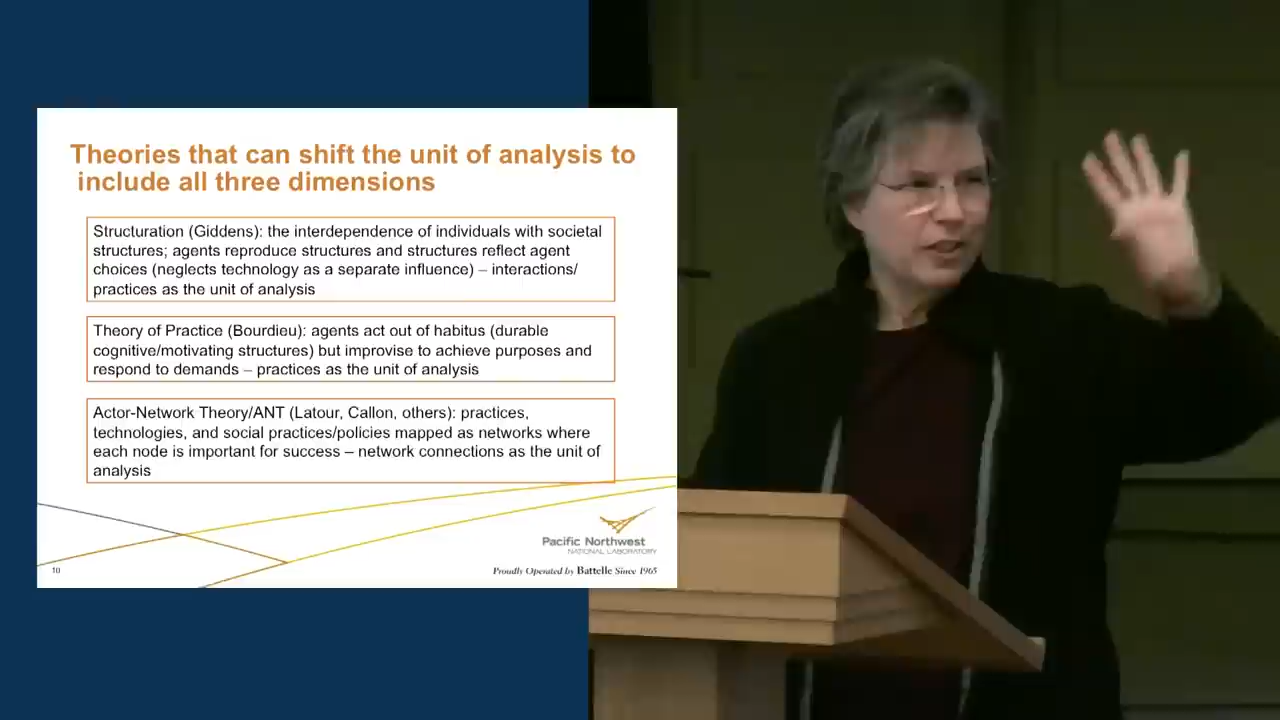 Theories that can shift the unit of analysis to
include all three dimensions
Structuration (Giddens): the interdependence of individuals with societal
structures; agents reproduce structures and structures reflect agent
choices (neglects technology as a separate influence) – interactions/
practices as the unit of analysis
Theory of Practice (Bourdieu): agents act out of habitus (durable
cognitive/motivating structures) but improvise to achieve purposes and
respond to demands – practices as the unit of analysis
Actor-Network Theory/ANT (Latour, Callon, others): practices,
technologies, and social practices/policies mapped as networks where
each node is important for success – network connections as the unit of
analysis
Pacific Northwest
NATIONAL LABORATORY
10
Proudly Operated by Battelle Since 1965